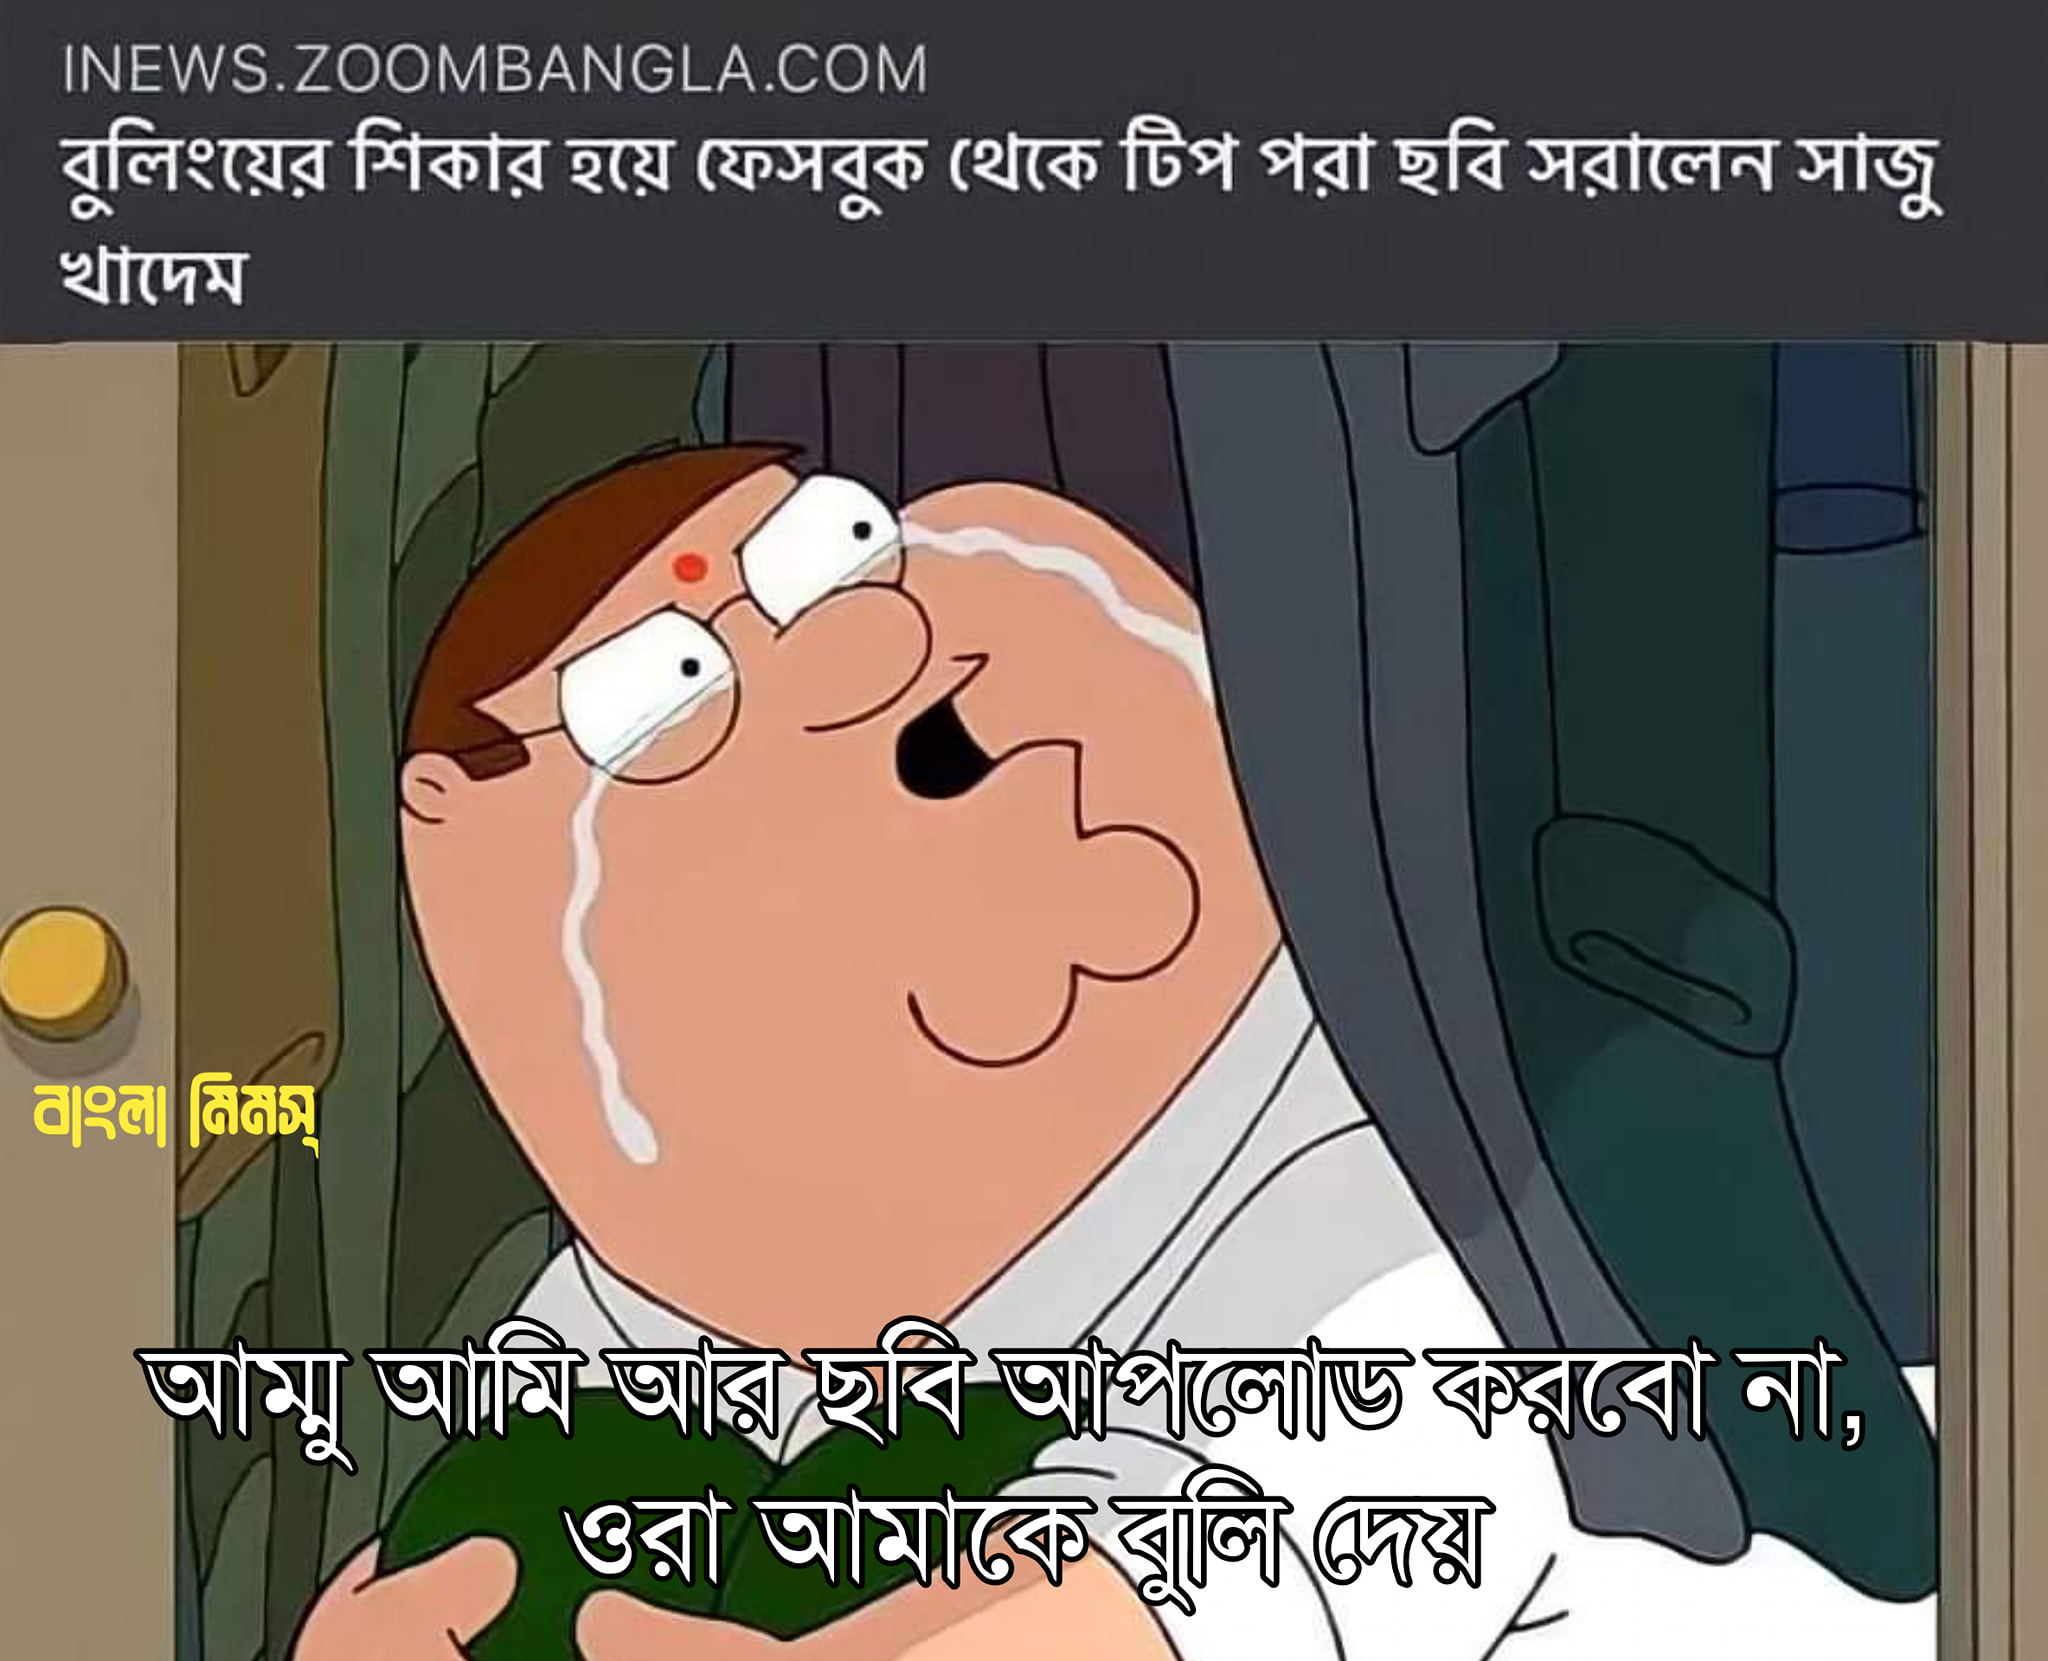 INEWS.ZOOMBANGLA.COM
বুলিংয়ের শিকার হয়ে ফেসবুক থেকে টিপ পরা ছবি সরালেন সাজু
খাদেম
বাংলা মিমস্
আম্মু আমি আর ছবি আপলোড করবো না,
ওরা আমাকে বুলি দেয়